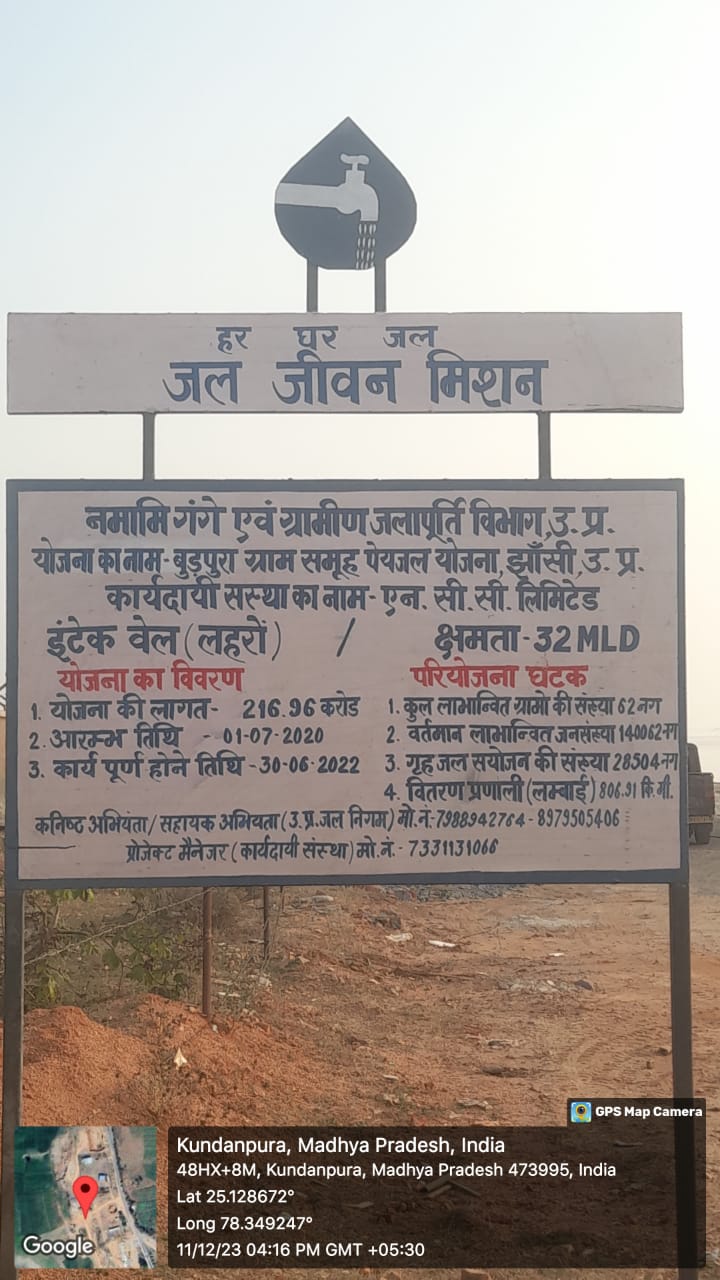 हर घर जल
जल जीवन मिशन
नमामि गंगे एवं ग्रामीण जलापूर्ति विभाग, उ. प्र.
योजना का नाम- बुड़पुरा ग्राम समूह पेयजल योजना, झाँसी, उ. प्र.
कार्यदायी सस्था का नाम- एन. सी. सी. लिमिटेड
इंटेक वेल (लहरों) / क्षमता- 32 MLD
योजना का विवरण
1. योजना की लागत- 216.96 करोड
2. आरम्भ तिथि - 01-07-2020
3. कार्य पूर्ण होने तिथि - 30-06-2022
परियोजना घटक
1. कुल लाभान्वित ग्रामो की संख्या 62 नग
2. वर्तमान लाभान्वित जनसंख्या 140062 नग
3. गृह जल सयोजन की संख्या 28504 नग
4. वितरण प्रणाली (लम्बाई) 806.91 कि.मी.
कनिष्ट अभियंता/ सहायक अभियता (उ.प्र.जल निगम) मो.नं.- 7988942764 - 8979505406
प्रोजेक्ट मैनेजर (कार्यदायी संस्था) मो.नं.- 7331131066
GPS Map Camera
Kundanpura, Madhya Pradesh, India
48HX+8M, Kundanpura, Madhya Pradesh 473995, India
Lat 25.128672°
Long 78.349247°
11/12/23 04:16 PM GMT +05:30
Google